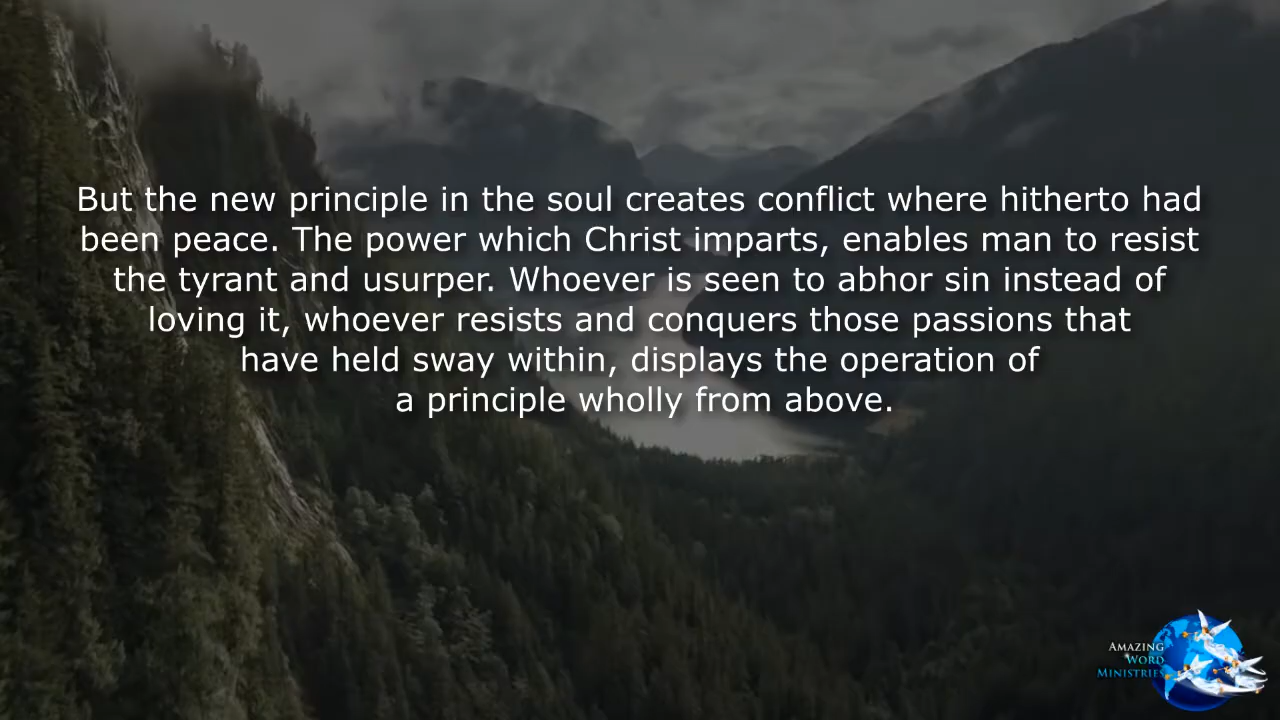 But the new principle in the soul creates conflict where hitherto had
been peace. The power which Christ imparts, enables man to resist
the tyrant and usurper. Whoever is seen to abhor sin instead of
loving it, whoever resists and conquers those passions that
have held sway within, displays the operation of
a principle wholly from above.
AMAZING
WORD
MINISTRIES